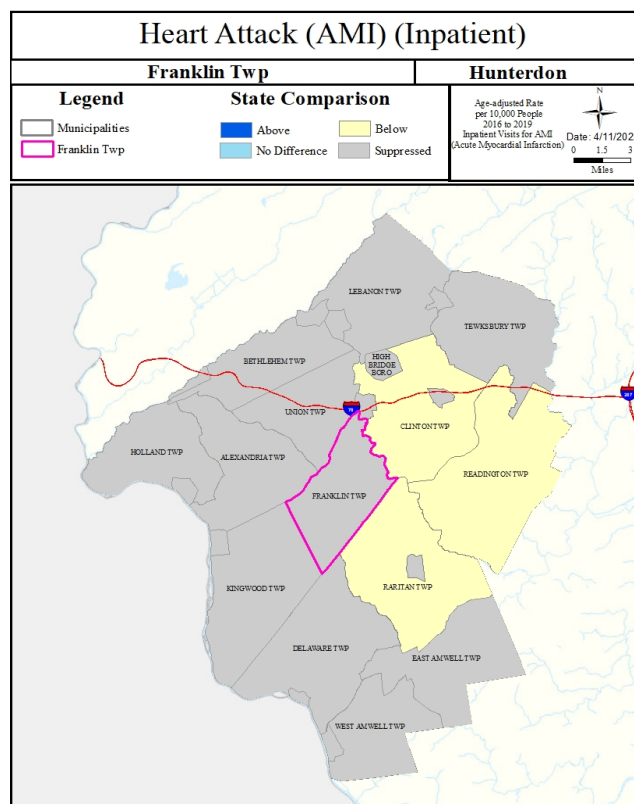 Heart Attack (AMI) (Inpatient)
Franklin Twp
Hunterdon
Legend
Municipalities
Franklin Twp
State Comparison
Above
Below
No Difference
Suppressed
Age-adjusted Rate
per 10,000 People
2016 to 2019
Inpatient Visits for AMI
(Acute Myocardial Infarction)
N
Date: 4/11/202
0 1.5 3
Miles
LEBANON TWP
TEWKSBURY TWP
BETHLEHEM TWP
HIGH
BRIDGE
BORO
78
UNION TWP
CLINTON TWP
HOLLAND TWP
ALEXANDRIA TWP
READINGTON TWP
FRANKLIN TWP
KINGWOOD TWP
RARITAN TWP
DELAWARE TWP
EAST AMWELL TWP
WEST AMWELL TWP